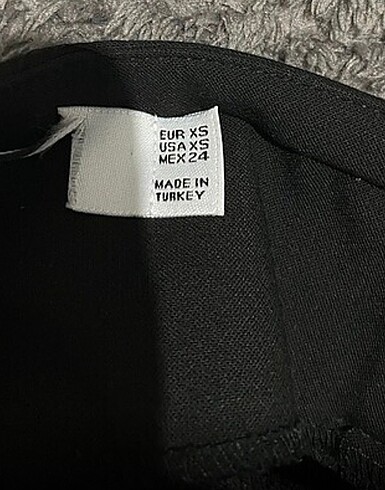 EUR XS
USA XS
MEX 24
MADE IN
TURKEY